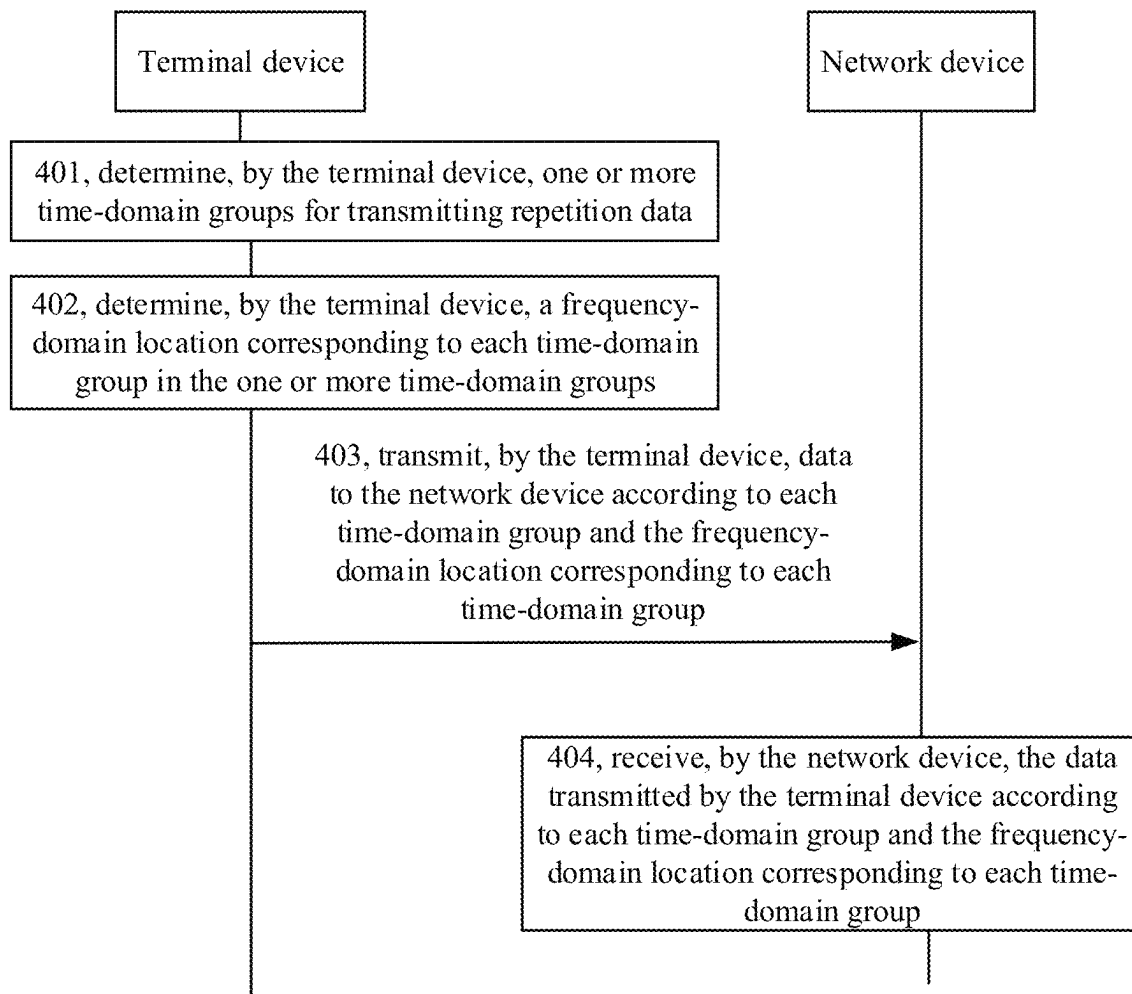 Terminal device
Network device
401, determine, by the terminal device, one or more
time-domain groups for transmitting repetition data
402, determine, by the terminal device, a frequency-
domain location corresponding to each time-domain
group in the one or more time-domain groups
403, transmit, by the terminal device, data
to the network device according to each
time-domain group and the frequency-
domain location corresponding to each
time-domain group
404, receive, by the network device, the data
transmitted by the terminal device according
to each time-domain group and the frequency-
domain location corresponding to each time-
domain group